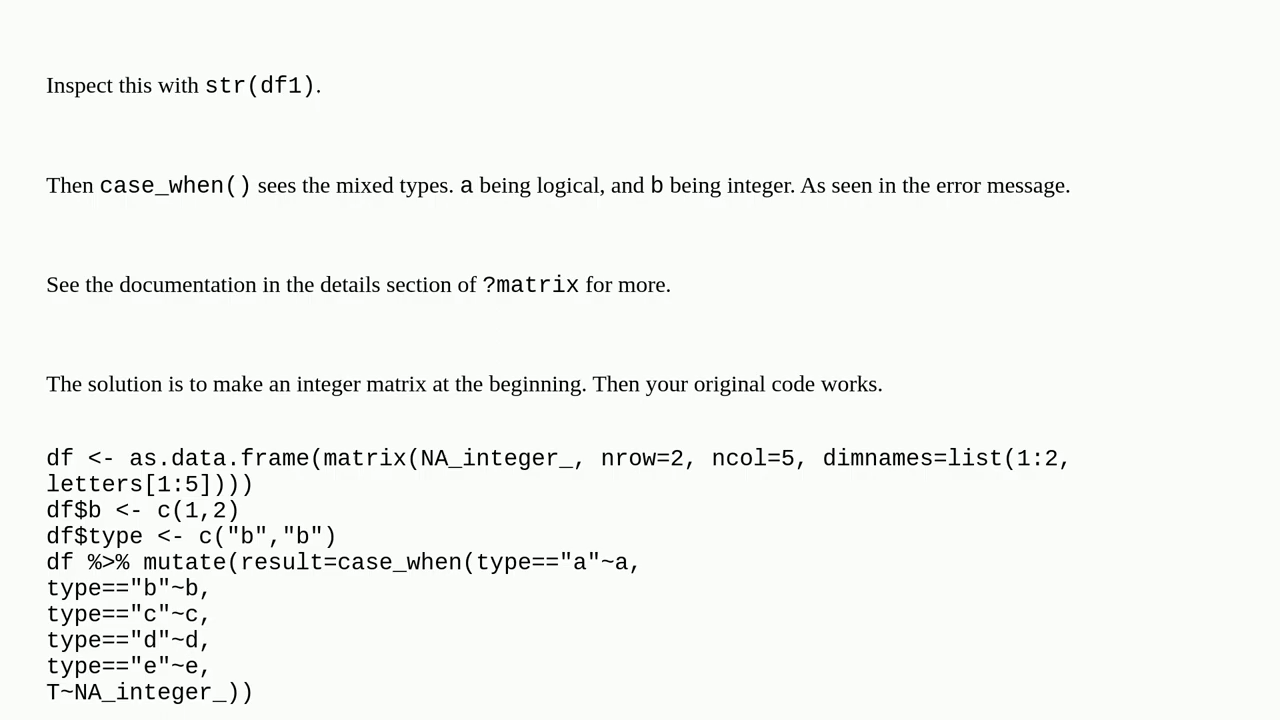 Inspect this with str(df1).
Then case_when() sees the mixed types. a being logical, and b being integer. As seen in the error message.
See the documentation in the details section of ?matrix for more.
The solution is to make an integer matrix at the beginning. Then your original code works.
df <- as.data.frame(matrix(NA_integer_, nrow=2, ncol=5, dimnames=list(1:2,
letters[1:5])))
df$b <- c(1,2)
df$type <- c("b","b")
df %>% mutate(result=case_when(type=="a"~a,
type=="b"~b,
type=="c"~c,
type=="d"~d,
type=="e"~e,
T~NA_integer_))